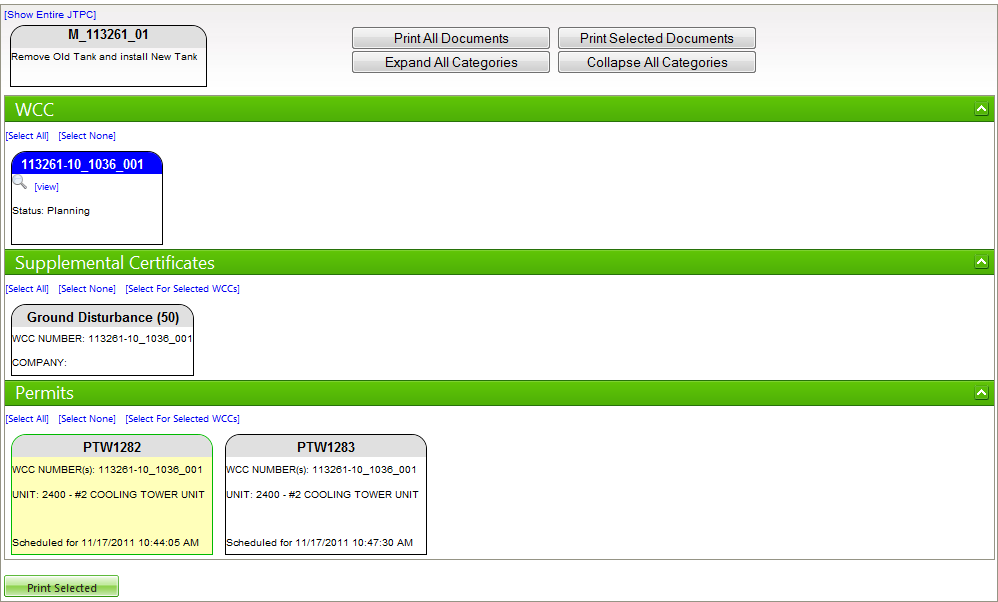 [Show Entire JTPC]
M_113261_01
Remove Old Tank and install New Tank
Print All Documents
Print Selected Documents
Expand All Categories
Collapse All Categories
WCC
[Select All] [Select None]
113261-10_1036_001
[view]
Status: Planning
Supplemental Certificates
[Select All] [Select None] [Select For Selected WCCs]
Ground Disturbance (50)
WCC NUMBER: 113261-10_1036_001
COMPANY:
Permits
[Select All] [Select None] [Select For Selected WCCs]
PTW1282
WCC NUMBER(s): 113261-10_1036_001
UNIT: 2400 - #2 COOLING TOWER UNIT
Scheduled for 11/17/2011 10:44:05 AM
PTW1283
WCC NUMBER(s): 113261-10_1036_001
UNIT: 2400 - #2 COOLING TOWER UNIT
Scheduled for 11/17/2011 10:47:30 AM
Print Selected